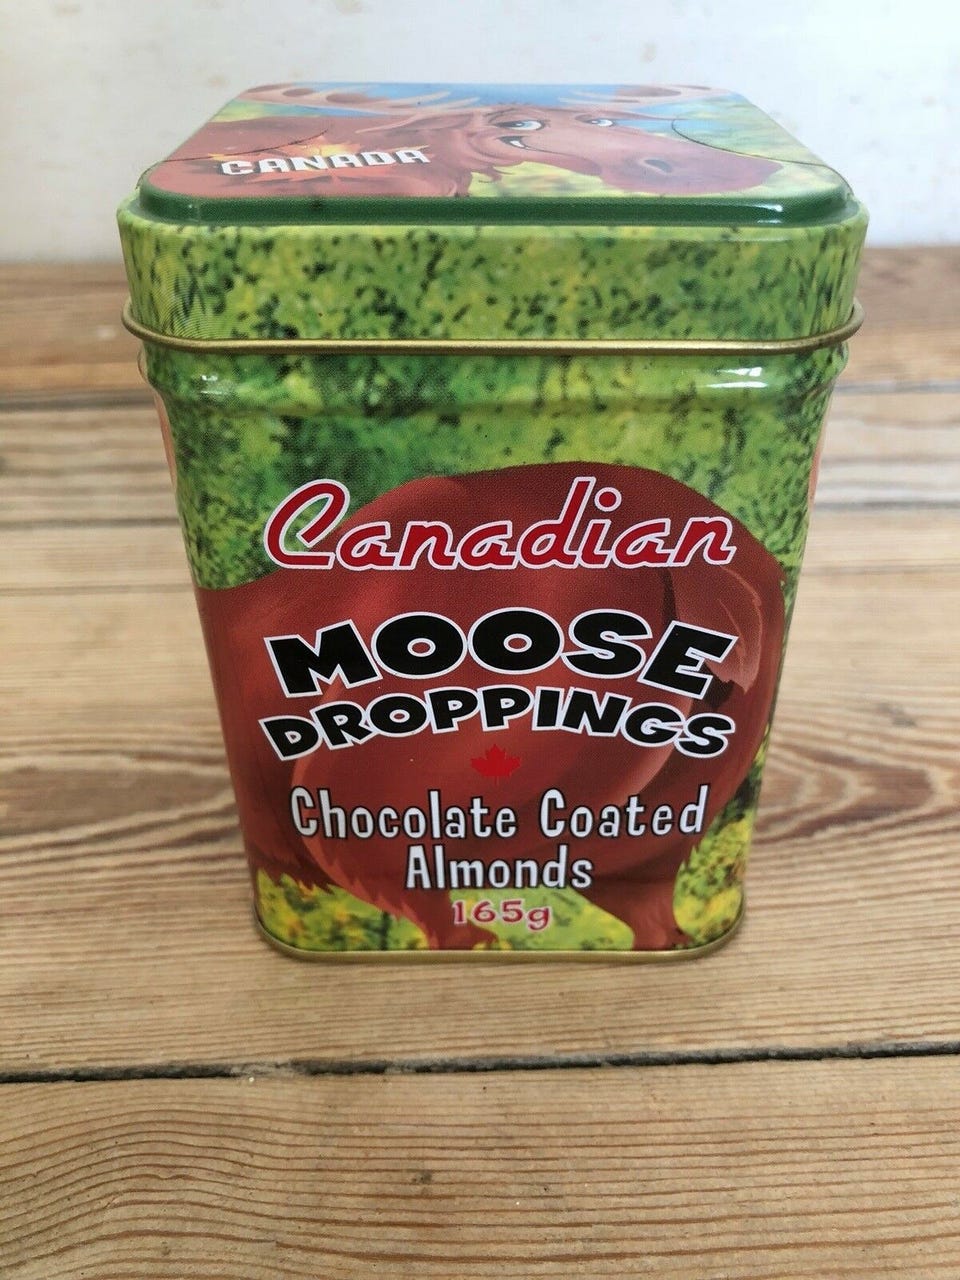 CANADA
Canadian
MOOSE
DROPPINGS
Chocolate Coated
Almonds
165g